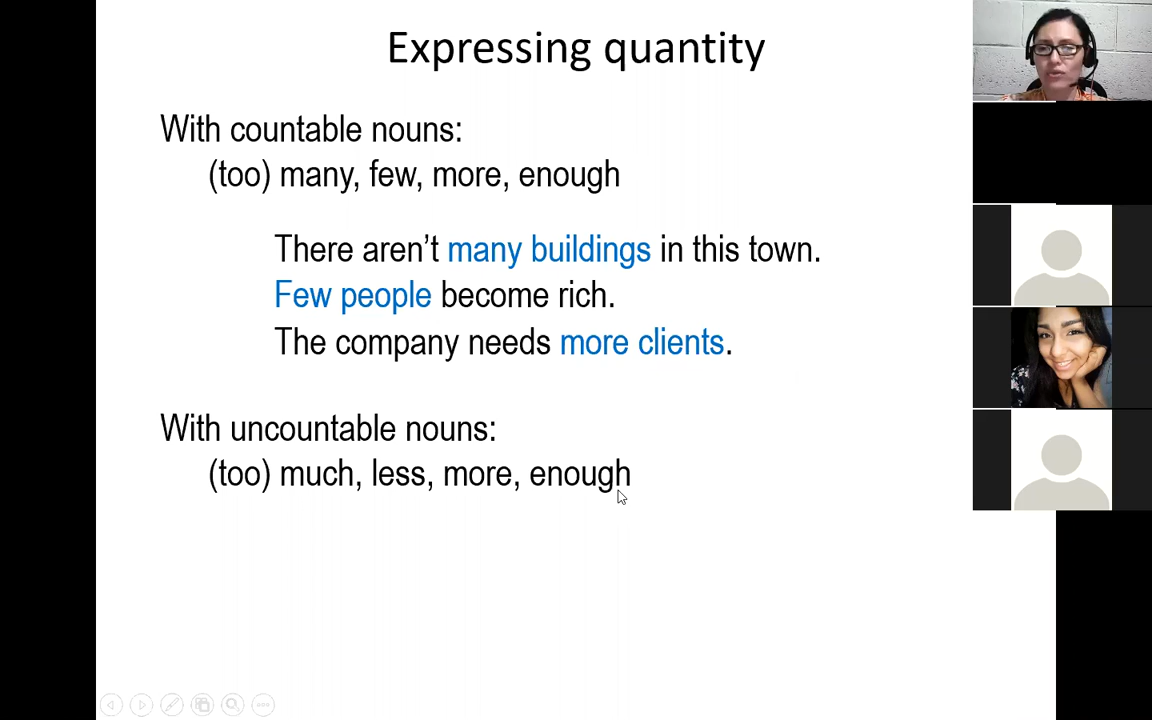 Expressing quantity
With countable nouns:
(too) many, few, more, enough
There aren’t many buildings in this town.
Few people become rich.
The company needs more clients.
With uncountable nouns:
(too) much, less, more, enough